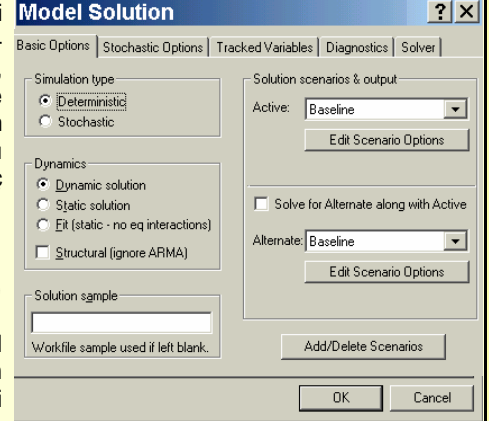 Model Solution
Basic Options Stochastic Options Tracked Variables Diagnostics Solver
Simulation type
Deterministic
Stochastic
Dynamics
Dynamic solution
Static solution
Fit (static - no eq interactions)
Structural (ignore ARMA)
Solution sample
Workfile sample used if left blank.
Solution scenarios & output
Active: Baseline
Edit Scenario Options
Solve for Alternate along with Active
Alternate: Baseline
Edit Scenario Options
Add/Delete Scenarios
OK Cancel